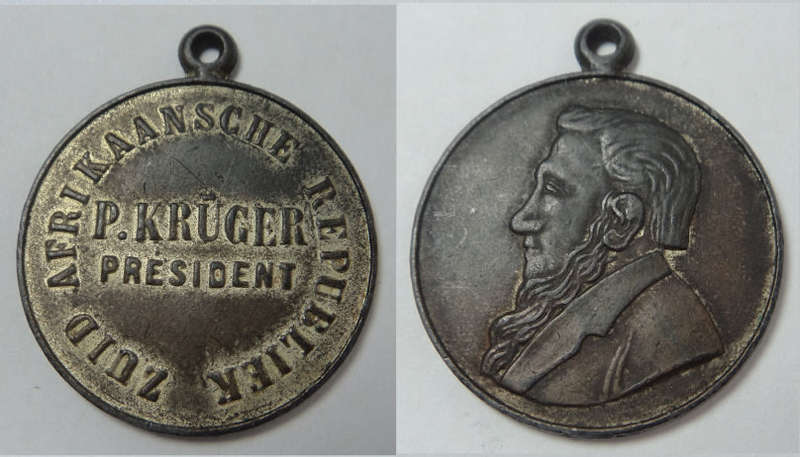 ZUID AFRIKAANSCHE REPUBLIEK
P. KRÜGER
PRESIDENT